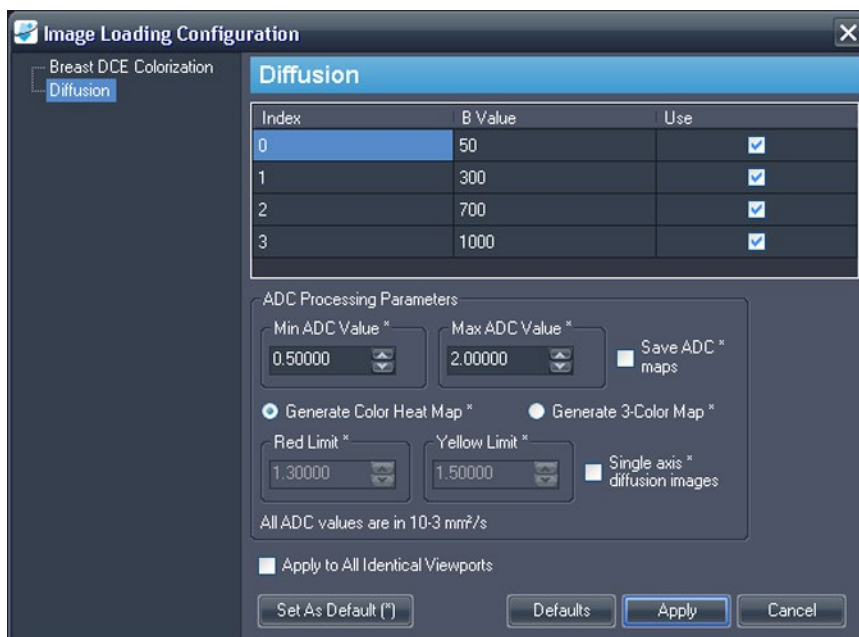 Image Loading Configuration
Breast DCE Colorization
Diffusion
Diffusion
Index B Value Use
0 50
1 300
2 700
3 1000
ADC Processing Parameters
Min ADC Value * Max ADC Value *
0.50000 2.00000 Save ADC *
maps
Generate Color Heat Map * Generate 3-Color Map *
Red Limit * Yellow Limit *
1.30000 1.50000 Single axis *
diffusion images
All ADC values are in 10-3 mm²/s
Apply to All Identical Viewports
Set As Default (*) Defaults Apply Cancel